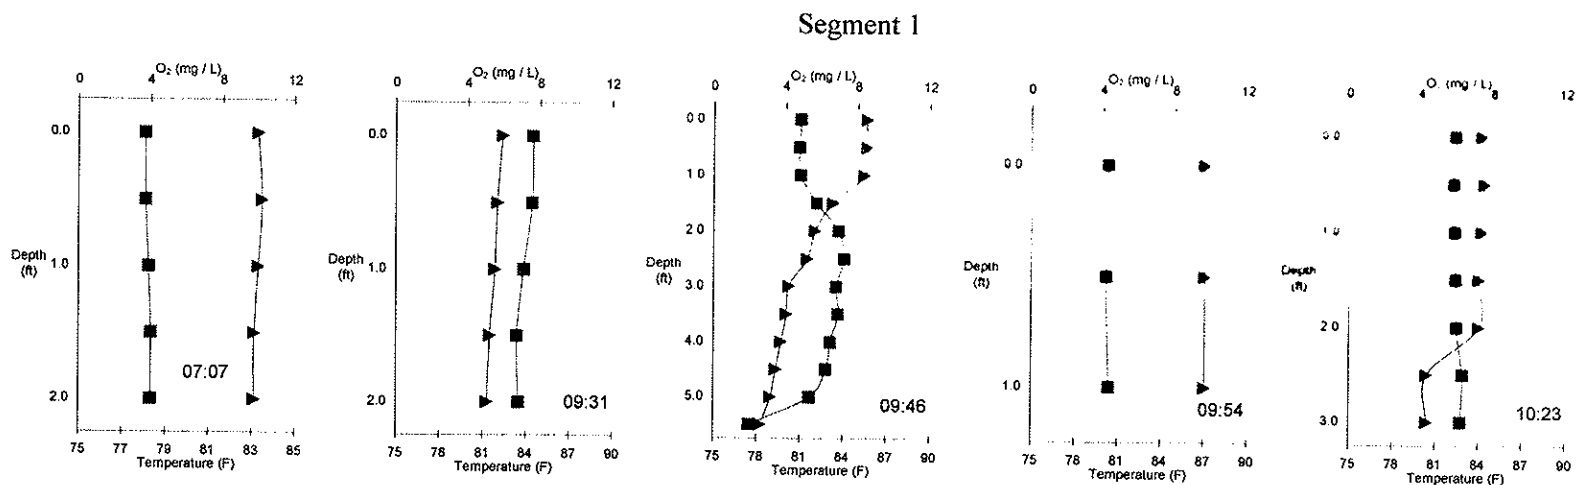 Segment 1
O₂ (mg / L)
0 4 8 12
0.0
1.0
2.0
Depth
(ft)
07:07
75 77 79 81 83 85
Temperature (F)
O₂ (mg / L)
0 4 8 12
0.0
1.0
2.0
09:31
75 78 81 84 87 90
Temperature (F)
O₂ (mg / L)
0 4 8 12
0.0
1.0
2.0
Depth
(ft)
3.0
4.0
5.0
09:46
75 78 81 84 87 90
Temperature (F)
O₂ (mg / L)
0 4 8 12
0.0
Depth
(ft)
1.0
09:54
75 78 81 84 87 90
Temperature (F)
(mg / L)
0 4 8 12
0.0
1.0
Depth
(ft)
2.0
3.0
10:23
75 78 81 84 87 90
Temperature (F)